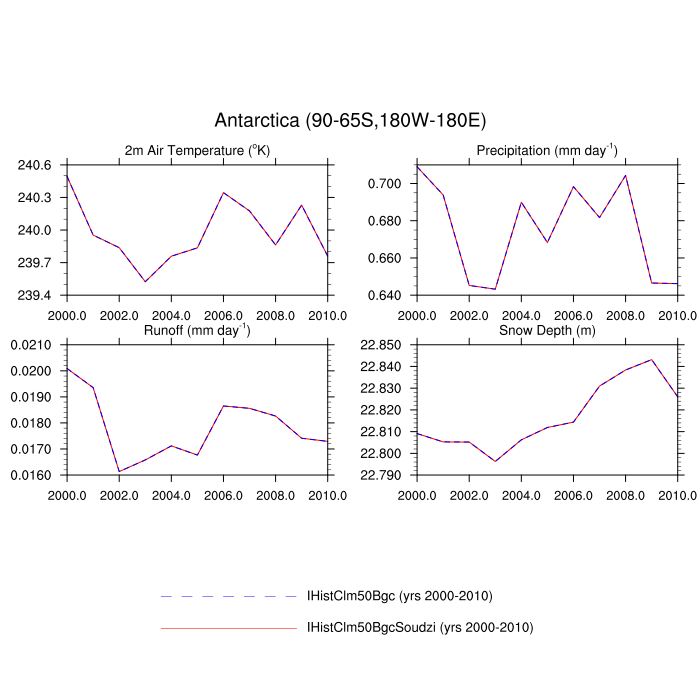 Antarctica (90-65S,180W-180E)
2m Air Temperature (°K)
240.6
240.3
240.0
239.7
239.4
2000.0 2002.0 2004.0 2006.0 2008.0 2010.0
Precipitation (mm day-1)
0.700
0.680
0.660
0.640
2000.0 2002.0 2004.0 2006.0 2008.0 2010.0
Runoff (mm day-1)
0.0210
0.0200
0.0190
0.0180
0.0170
0.0160
2000.0 2002.0 2004.0 2006.0 2008.0 2010.0
Snow Depth (m)
22.850
22.840
22.830
22.820
22.810
22.800
22.790
2000.0 2002.0 2004.0 2006.0 2008.0 2010.0
IHistClm50Bgc (yrs 2000-2010)
IHistClm50BgcSoudzi (yrs 2000-2010)